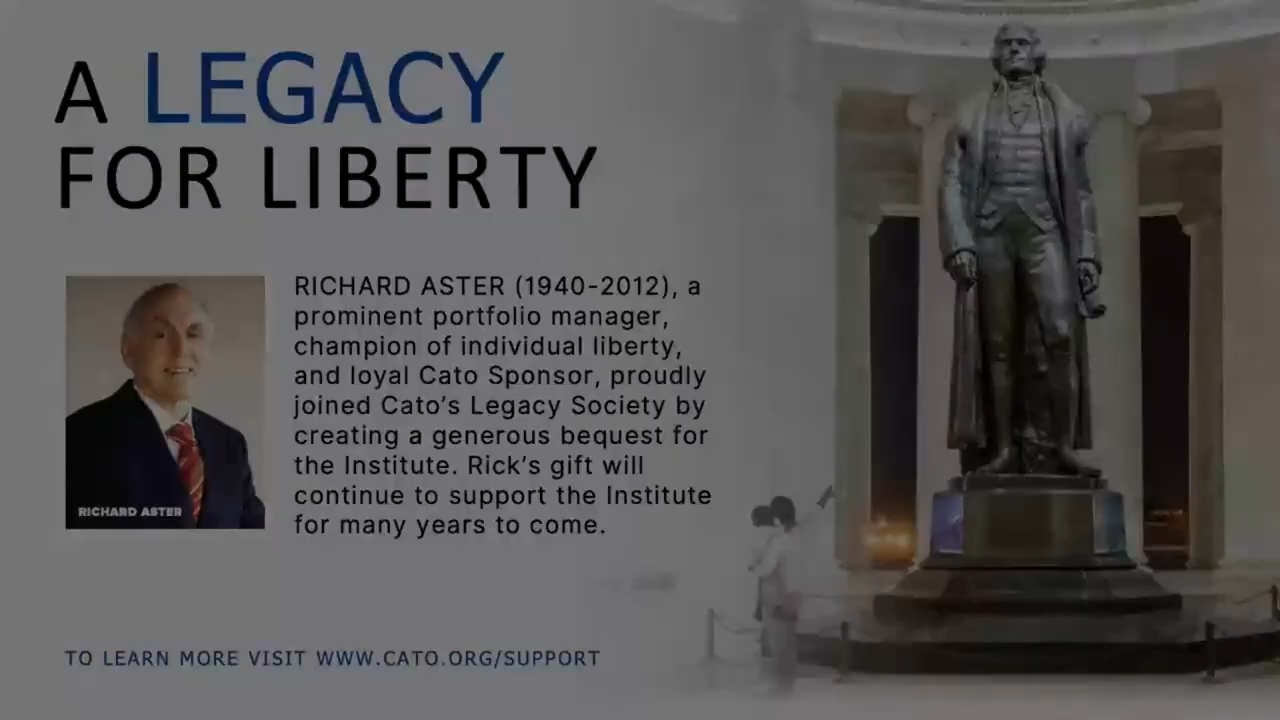 A LEGACY
FOR LIBERTY
RICHARD ASTER (1940-2012), a
prominent portfolio manager,
champion of individual liberty,
and loyal Cato Sponsor, proudly
joined Cato’s Legacy Society by
creating a generous bequest for
the Institute. Rick’s gift will
continue to support the Institute
for many years to come.
RICHARD ASTER
TO LEARN MORE VISIT WWW.CATO.ORG/SUPPORT